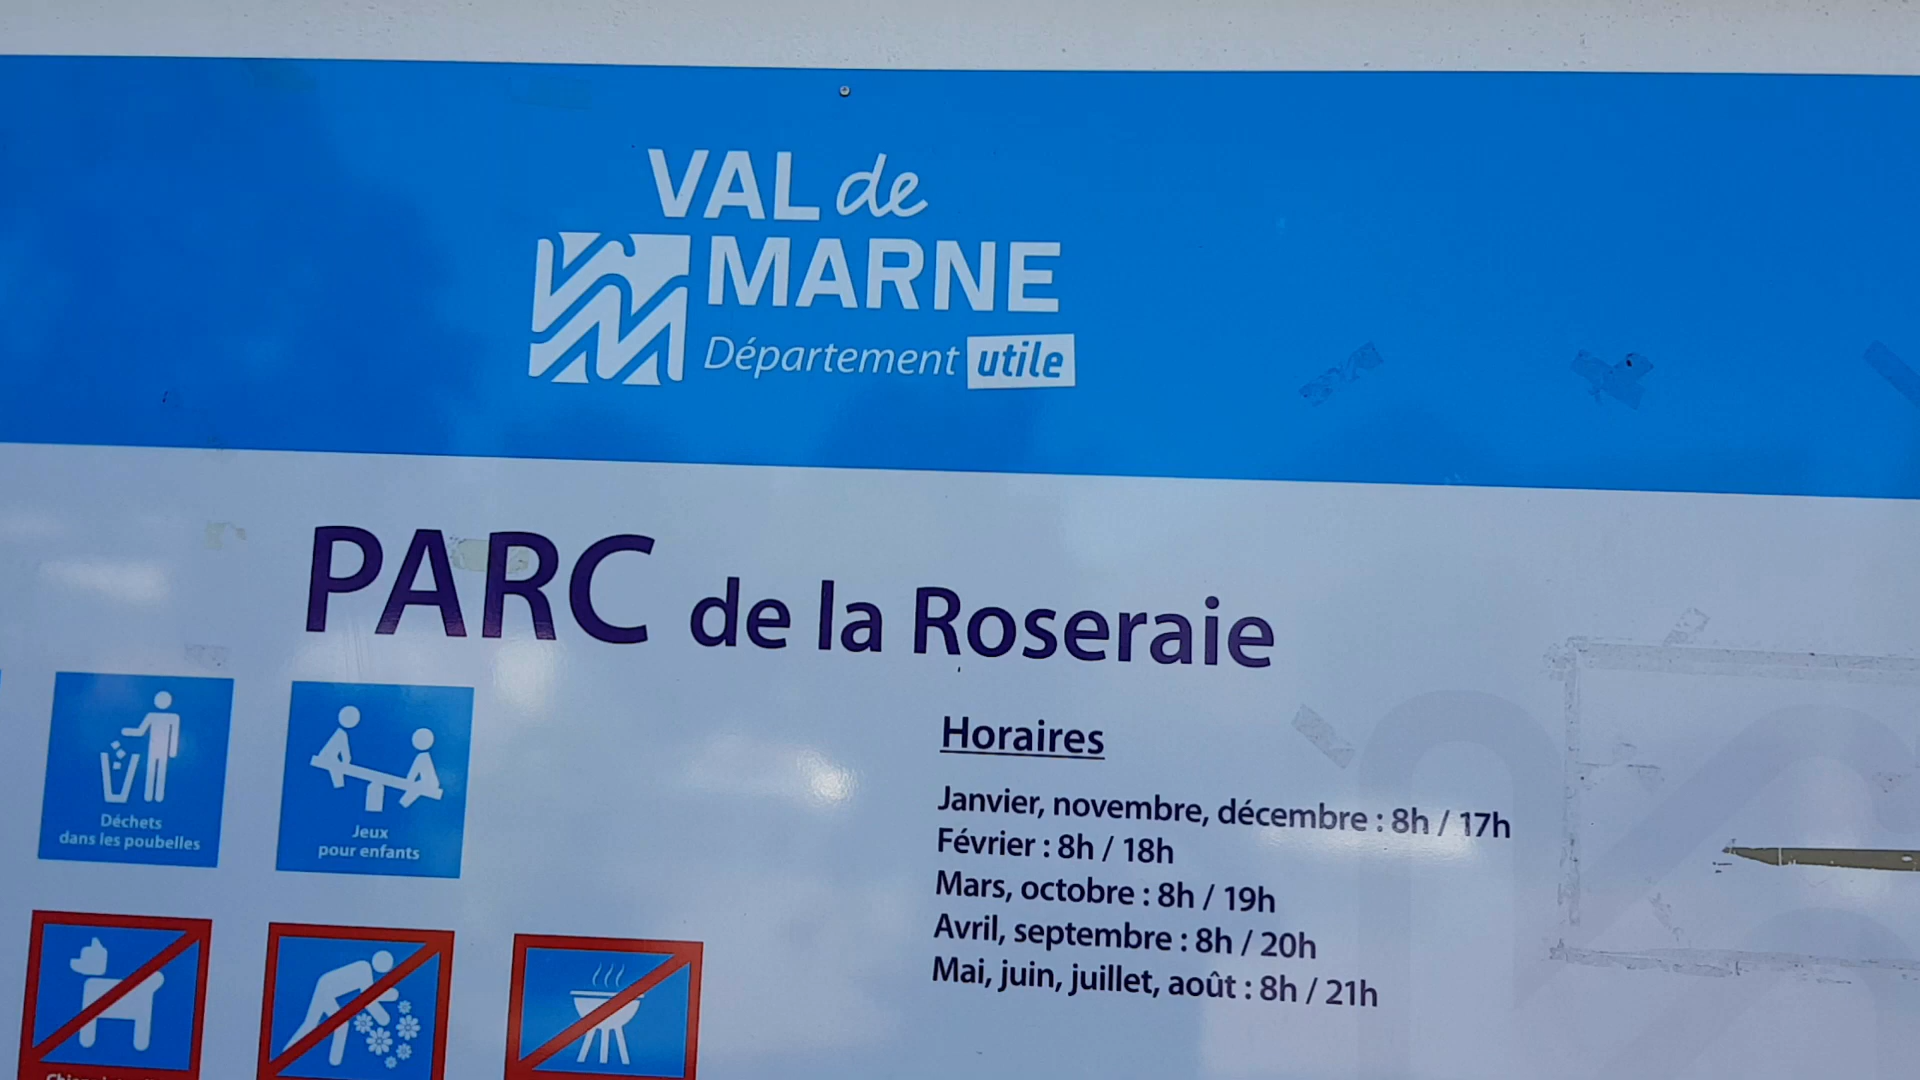 VAL de
MARNE
Département utile
PARC de la Roseraie
Déchets
dans les poubelles
Jeux
pour enfants
Horaires
Janvier, novembre, décembre : 8h / 17h
Février : 8h / 18h
Mars, octobre : 8h / 19h
Avril, septembre : 8h / 20h
Mai, juin, juillet, août : 8h / 21h